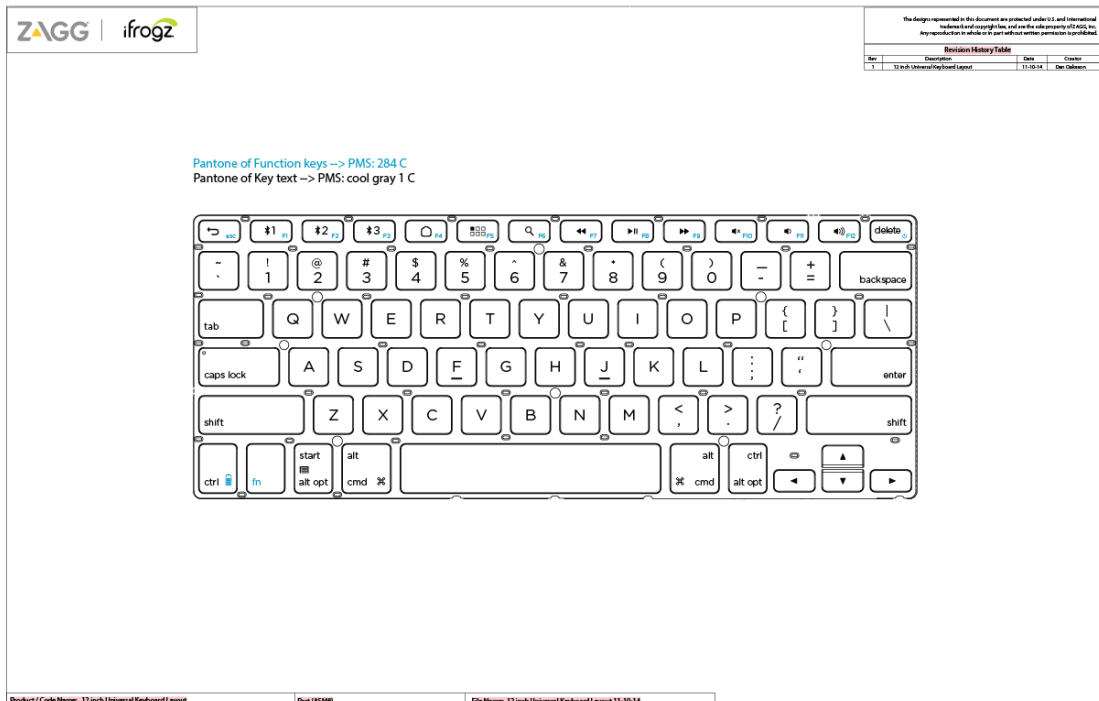 ZAGG | ifrogz
The designs represented in this document are protected under U.S. and International
trademark and copyright law, and are the sole property of ZAGG, Inc.
Any reproduction in whole or in part without written permission is prohibited.
Revision History Table
Rev Description Date Creator
1 12 inch Universal Keyboard Layout 11-10-14 Dan Oakeson
Pantone of Function keys --> PMS: 284 C
Pantone of Key text --> PMS: cool gray 1 C
esc 1 F1 2 F2 3 F3 F4 F5 F6 F7 F8 F9 F10 F11 F12 delete
~ ! @ # $ % ^ & * ( ) — +
` 1 2 3 4 5 6 7 8 9 0 - = backspace
tab Q W E R T Y U I O P { [ } ] | \
caps lock A S D F G H J K L : ; “ ‘ enter
shift Z X C V B N M < , > . ? / shift
start alt alt ctrl
ctrl fn alt opt cmd ⌘ ⌘ cmd alt opt
Product / Code Name: 12 inch Universal Keyboard Layout
File Name: 12 inch Universal Keyboard Layout 11-10-14